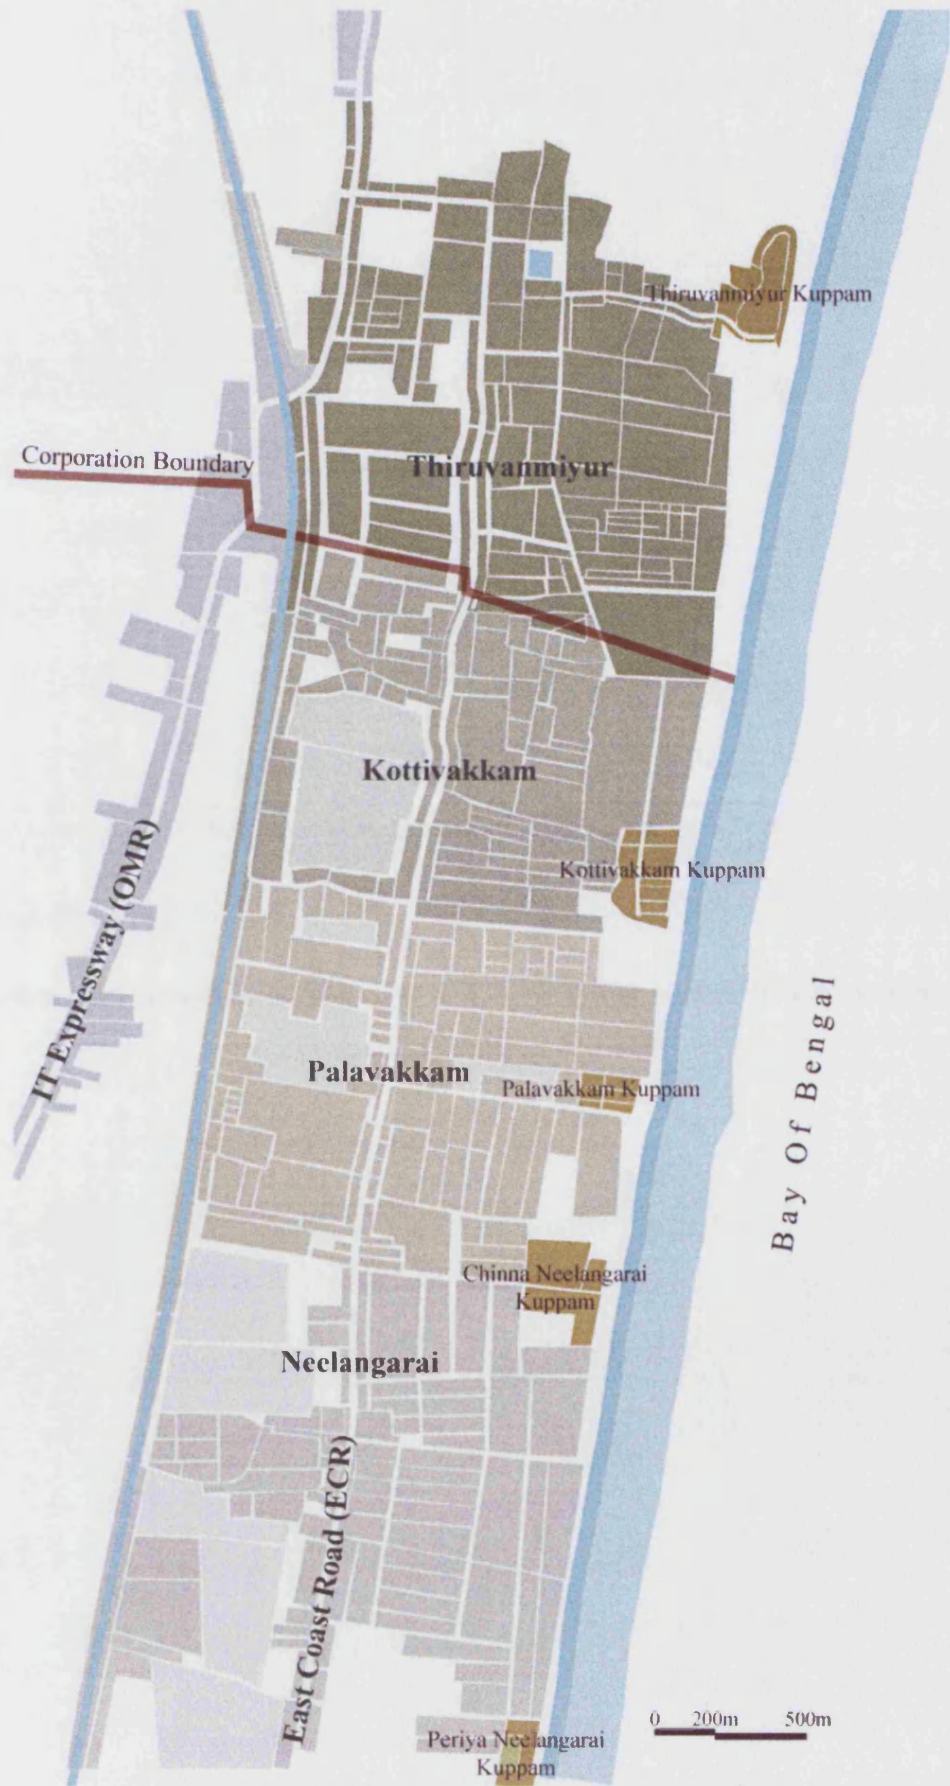 Thiruvanmiyur Kuppam
Corporation Boundary
Thiruvanmiyur
Kottivakkam
Kottivakkam Kuppam
IT Expressway (OMR)
Bay Of Bengal
Palavakkam
Palavakkam Kuppam
Chinna Neelangarai
Kuppam
Neelangarai
East Coast Road (ECR)
0 200m 500m
Periya Neelangarai
Kuppam